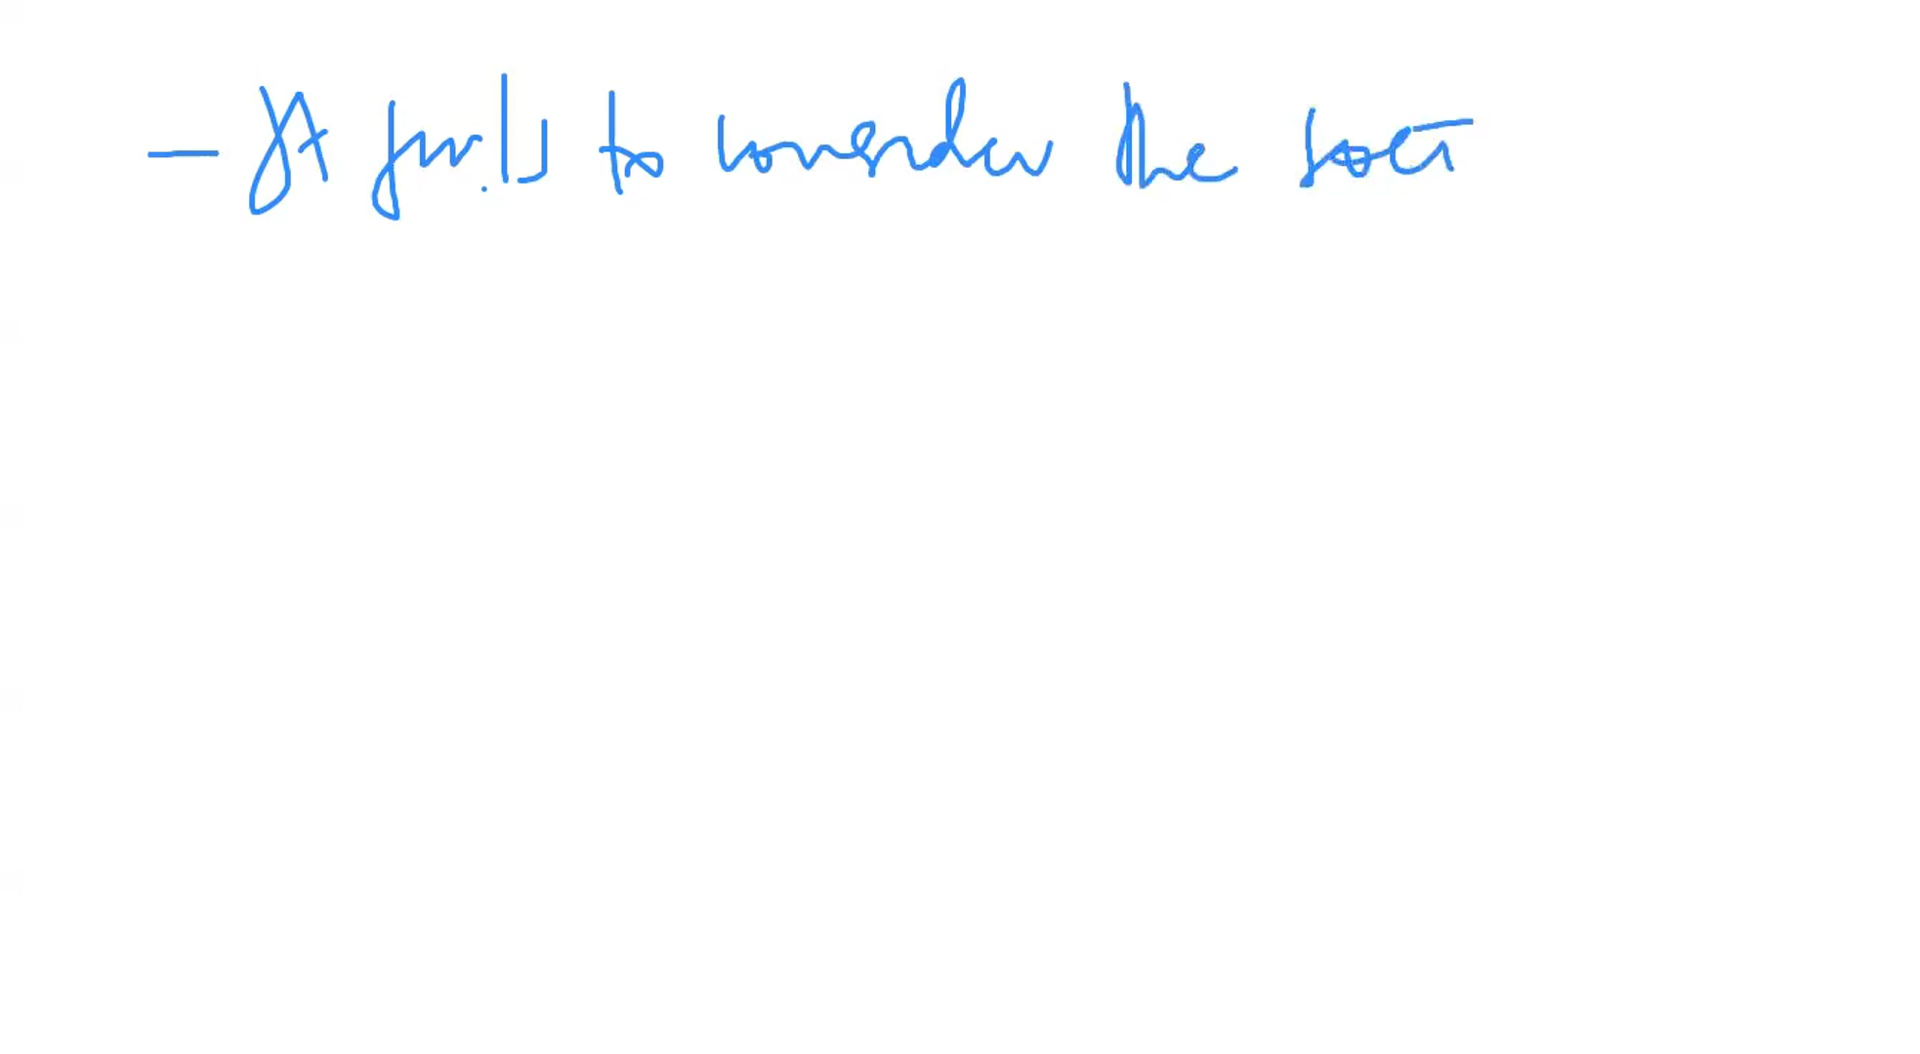 - It fails to consider the